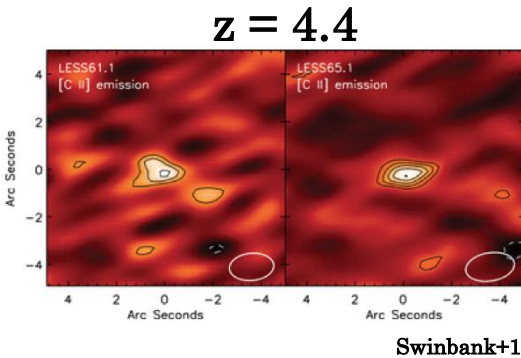 z = 4.4
LESS61.1
[C II] emission
LESS65.1
[C II] emission
4
2
0
-2
-4
Arc Seconds
4 2 0 -2 -4
4 2 0 -2 -4
Arc Seconds
Arc Seconds
Swinbank+1